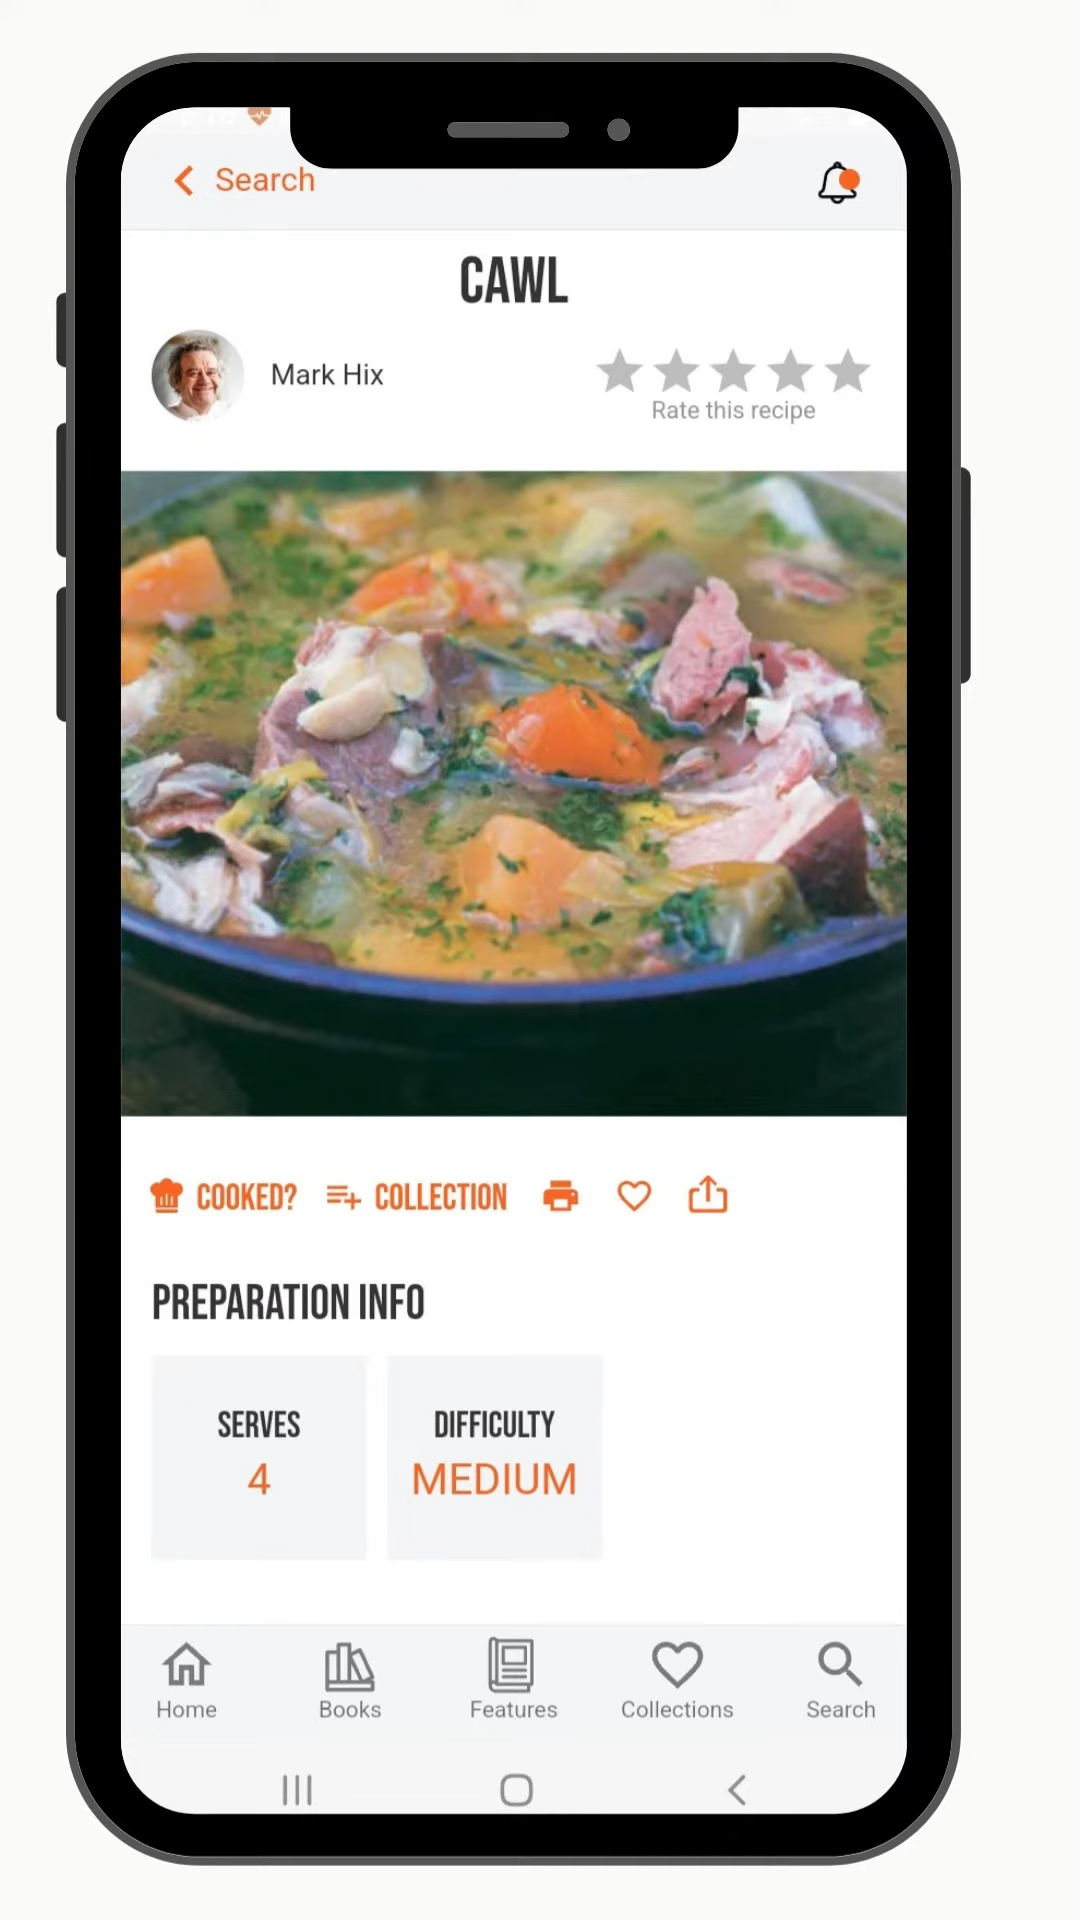 Search
CAWL
Mark Hix
Rate this recipe
COOKED?
COLLECTION
PREPARATION INFO
SERVES
4
DIFFICULTY
MEDIUM
Home
Books
Features
Collections
Search